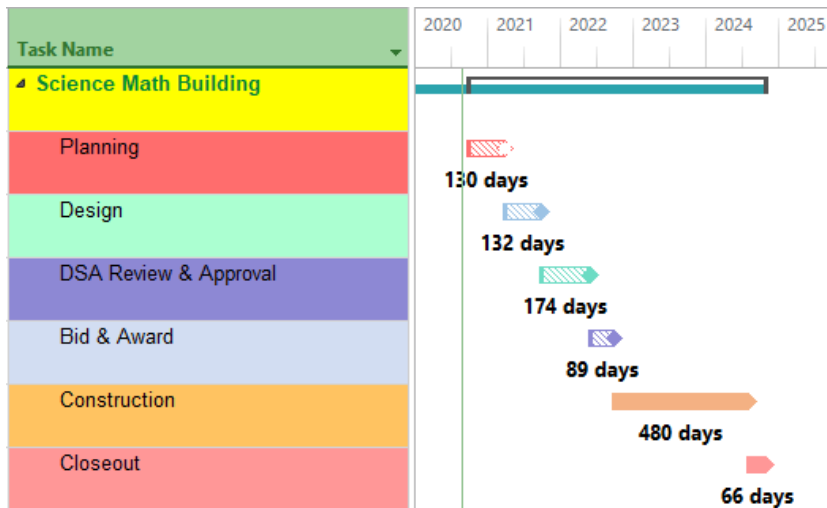 2020 2021 2022 2023 2024 2025
Task Name
Science Math Building
Planning
130 days
Design
132 days
DSA Review & Approval
174 days
Bid & Award
89 days
Construction
480 days
Closeout
66 days